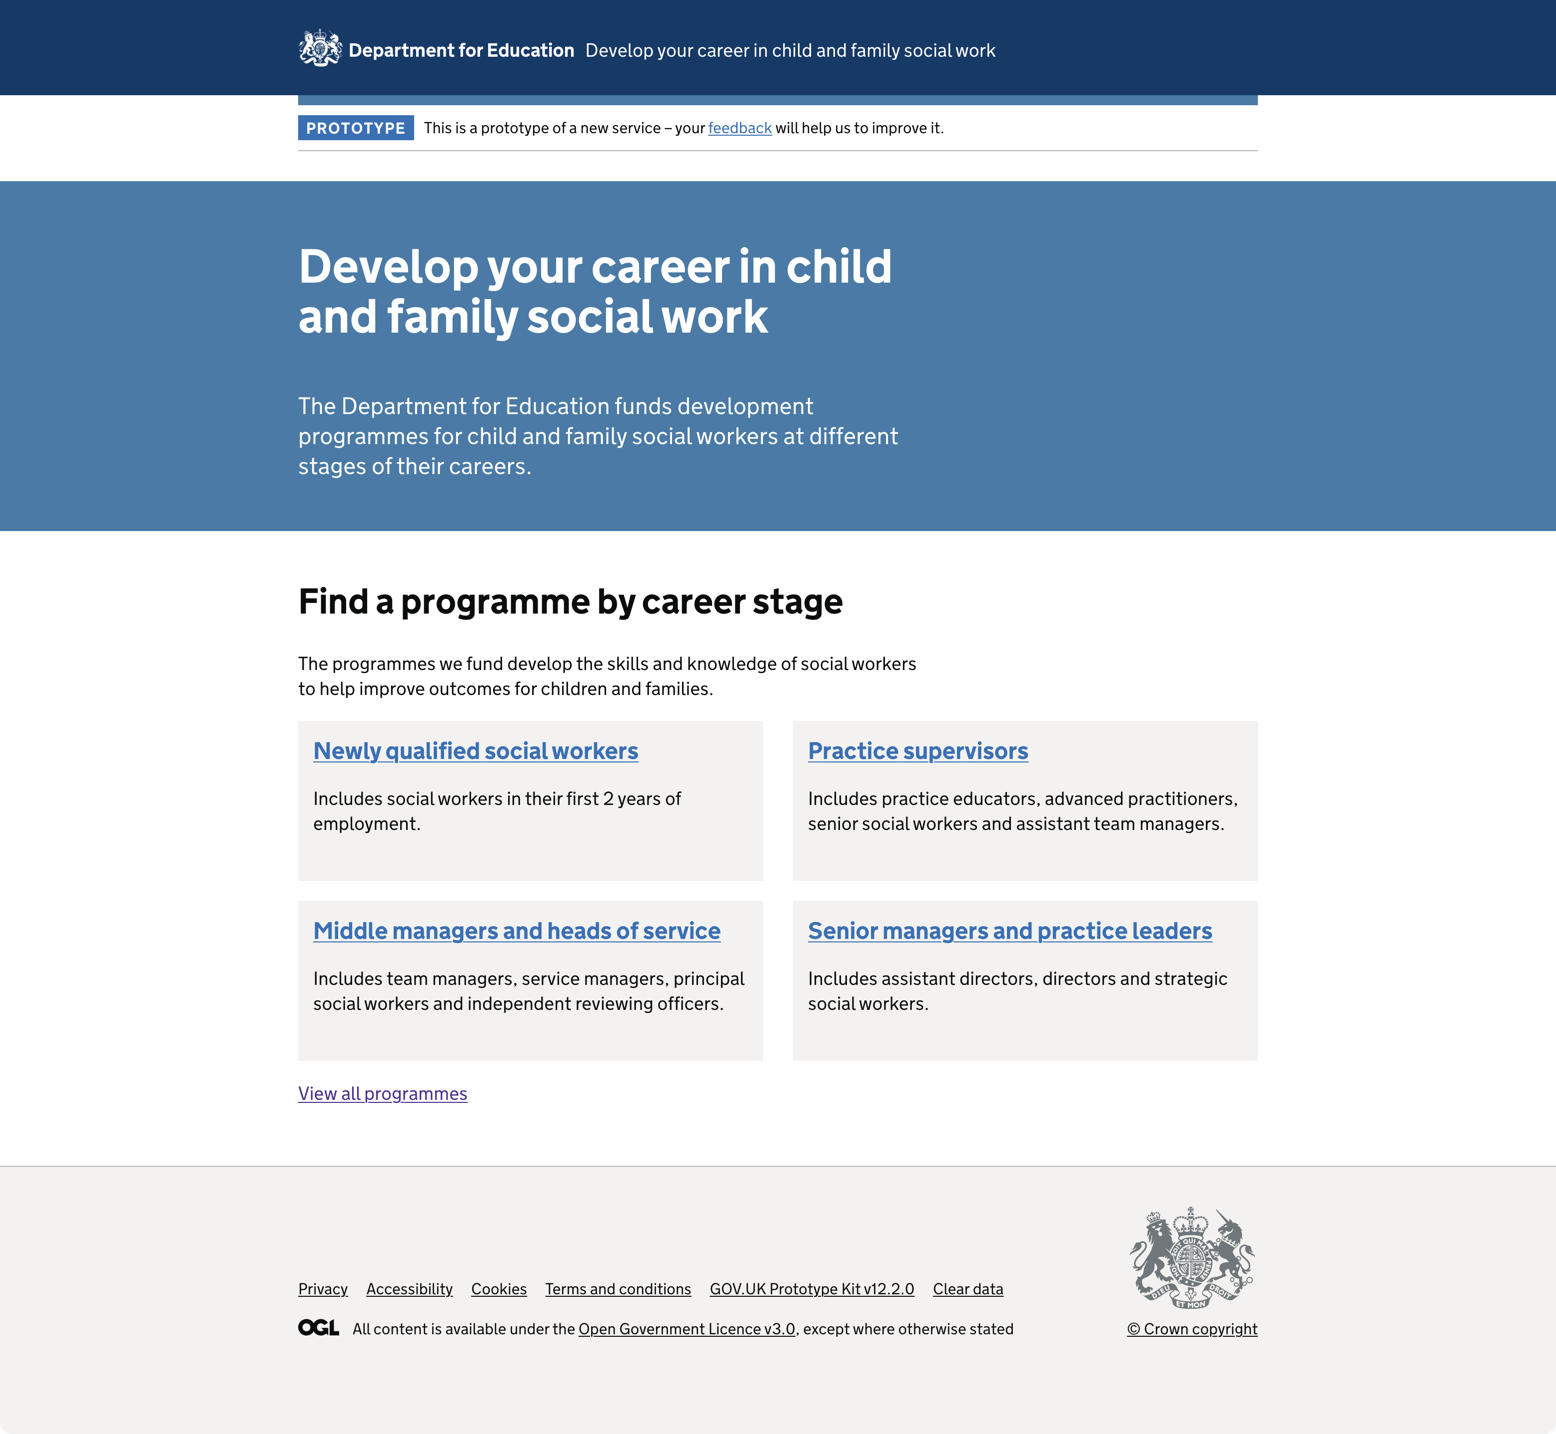 Department for Education Develop your career in child and family social work
PROTOTYPE This is a prototype of a new service – your feedback will help us to improve it.
Develop your career in child
and family social work
The Department for Education funds development
programmes for child and family social workers at different
stages of their careers.
Find a programme by career stage
The programmes we fund develop the skills and knowledge of social workers
to help improve outcomes for children and families.
Newly qualified social workers
Includes social workers in their first 2 years of
employment.
Practice supervisors
Includes practice educators, advanced practitioners,
senior social workers and assistant team managers.
Middle managers and heads of service
Includes team managers, service managers, principal
social workers and independent reviewing officers.
Senior managers and practice leaders
Includes assistant directors, directors and strategic
social workers.
View all programmes
Privacy Accessibility Cookies Terms and conditions GOV.UK Prototype Kit v12.2.0 Clear data
OGL All content is available under the Open Government Licence v3.0, except where otherwise stated
DIEU ET MON DROIT
© Crown copyright